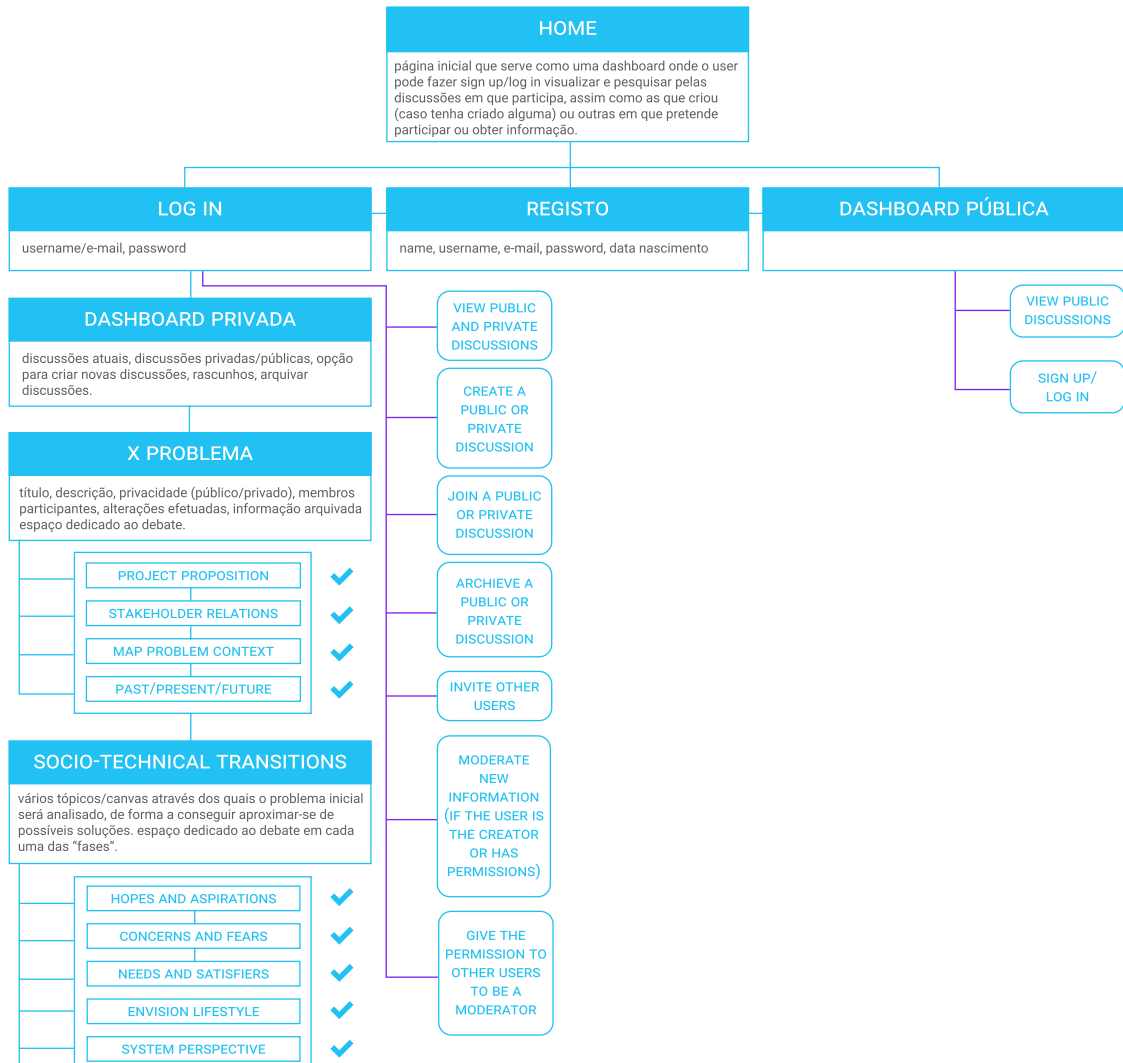 HOME
página inicial que serve como uma dashboard onde o user
pode fazer sign up/log in visualizar e pesquisar pelas
discussões em que participa, assim como as que criou
(caso tenha criado alguma) ou outras em que pretende
participar ou obter informação.
LOG IN
username/e-mail, password
REGISTO
name, username, e-mail, password, data nascimento
DASHBOARD PÚBLICA
DASHBOARD PRIVADA
discussões atuais, discussões privadas/públicas, opção
para criar novas discussões, rascunhos, arquivar
discussões.
X PROBLEMA
título, descrição, privacidade (público/privado), membros
participantes, alterações efetuadas, informação arquivada
espaço dedicado ao debate.
PROJECT PROPOSITION
STAKEHOLDER RELATIONS
MAP PROBLEM CONTEXT
PAST/PRESENT/FUTURE
SOCIO-TECHNICAL TRANSITIONS
vários tópicos/canvas através dos quais o problema inicial
será analisado, de forma a conseguir aproximar-se de
possíveis soluções. espaço dedicado ao debate em cada
uma das “fases”.
HOPES AND ASPIRATIONS
CONCERNS AND FEARS
NEEDS AND SATISFIERS
ENVISION LIFESTYLE
SYSTEM PERSPECTIVE
VIEW PUBLIC
AND PRIVATE
DISCUSSIONS
CREATE A
PUBLIC OR
PRIVATE
DISCUSSION
JOIN A PUBLIC
OR PRIVATE
DISCUSSION
ARCHIEVE A
PUBLIC OR
PRIVATE
DISCUSSION
INVITE OTHER
USERS
MODERATE
NEW
INFORMATION
(IF THE USER IS
THE CREATOR
OR HAS
PERMISSIONS)
GIVE THE
PERMISSION TO
OTHER USERS
TO BE A
MODERATOR
VIEW PUBLIC
DISCUSSIONS
SIGN UP/
LOG IN